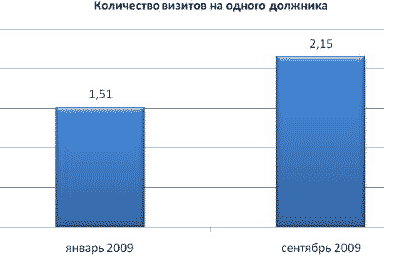 Количество визитов на одного должника
2,15
1,51
январь 2009
сентябрь 2009